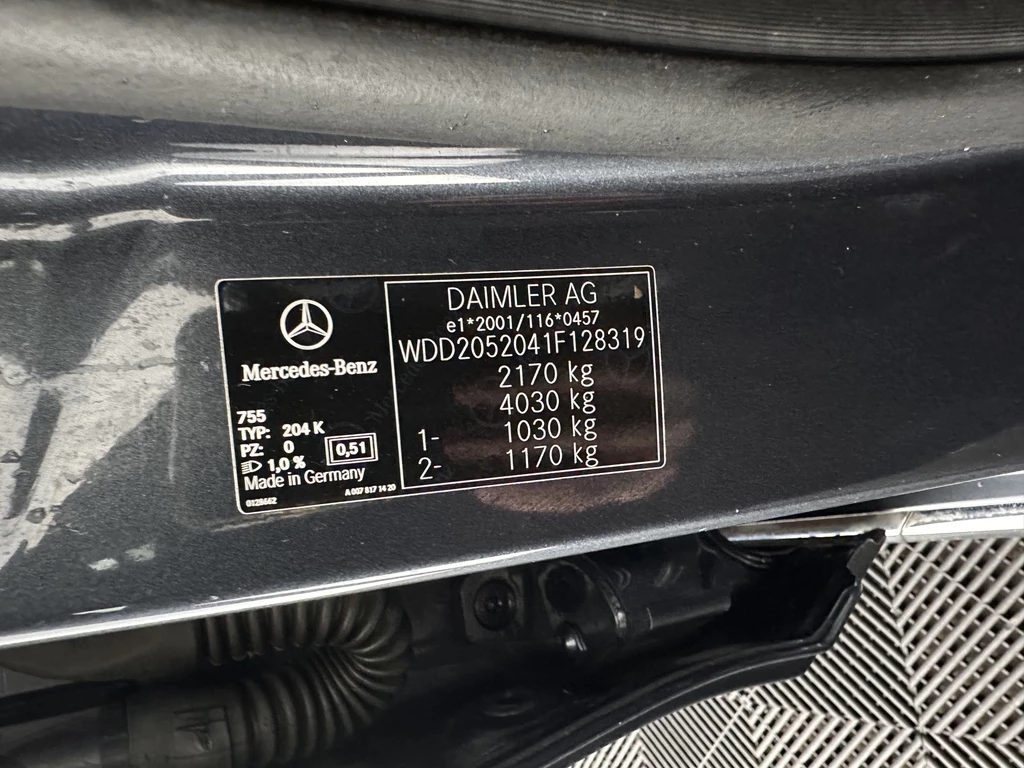 Mercedes-Benz
755
TYP: 204 K
PZ: 0
0,51
1,0 %
Made in Germany
0128662
A 007 817 14 20
DAIMLER AG
e1*2001/116*0457
WDD2052041F128319
2170 kg
4030 kg
1- 1030 kg
2- 1170 kg